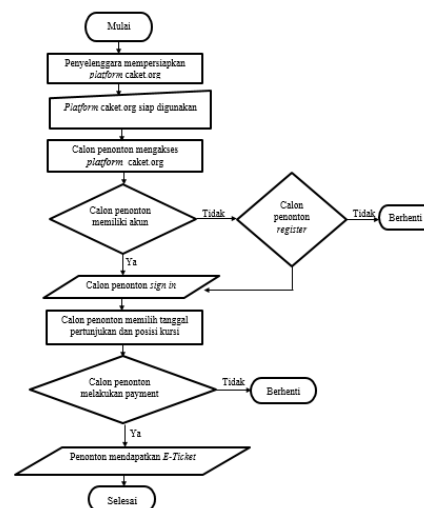 Mulai
Penyelenggara mempersiapkan
platform caket.org
Platform caket.org siap digunakan
Calon penonton mengakses
platform caket.org
Calon penonton
memiliki akun
Tidak
Calon
penonton
register
Tidak
Berhenti
Ya
Calon penonton sign in
Calon penonton memilih tanggal
pertunjukan dan posisi kursi
Calon penonton
melakukan payment
Tidak
Berhenti
Ya
Penonton mendapatkan E-Ticket
Selesai